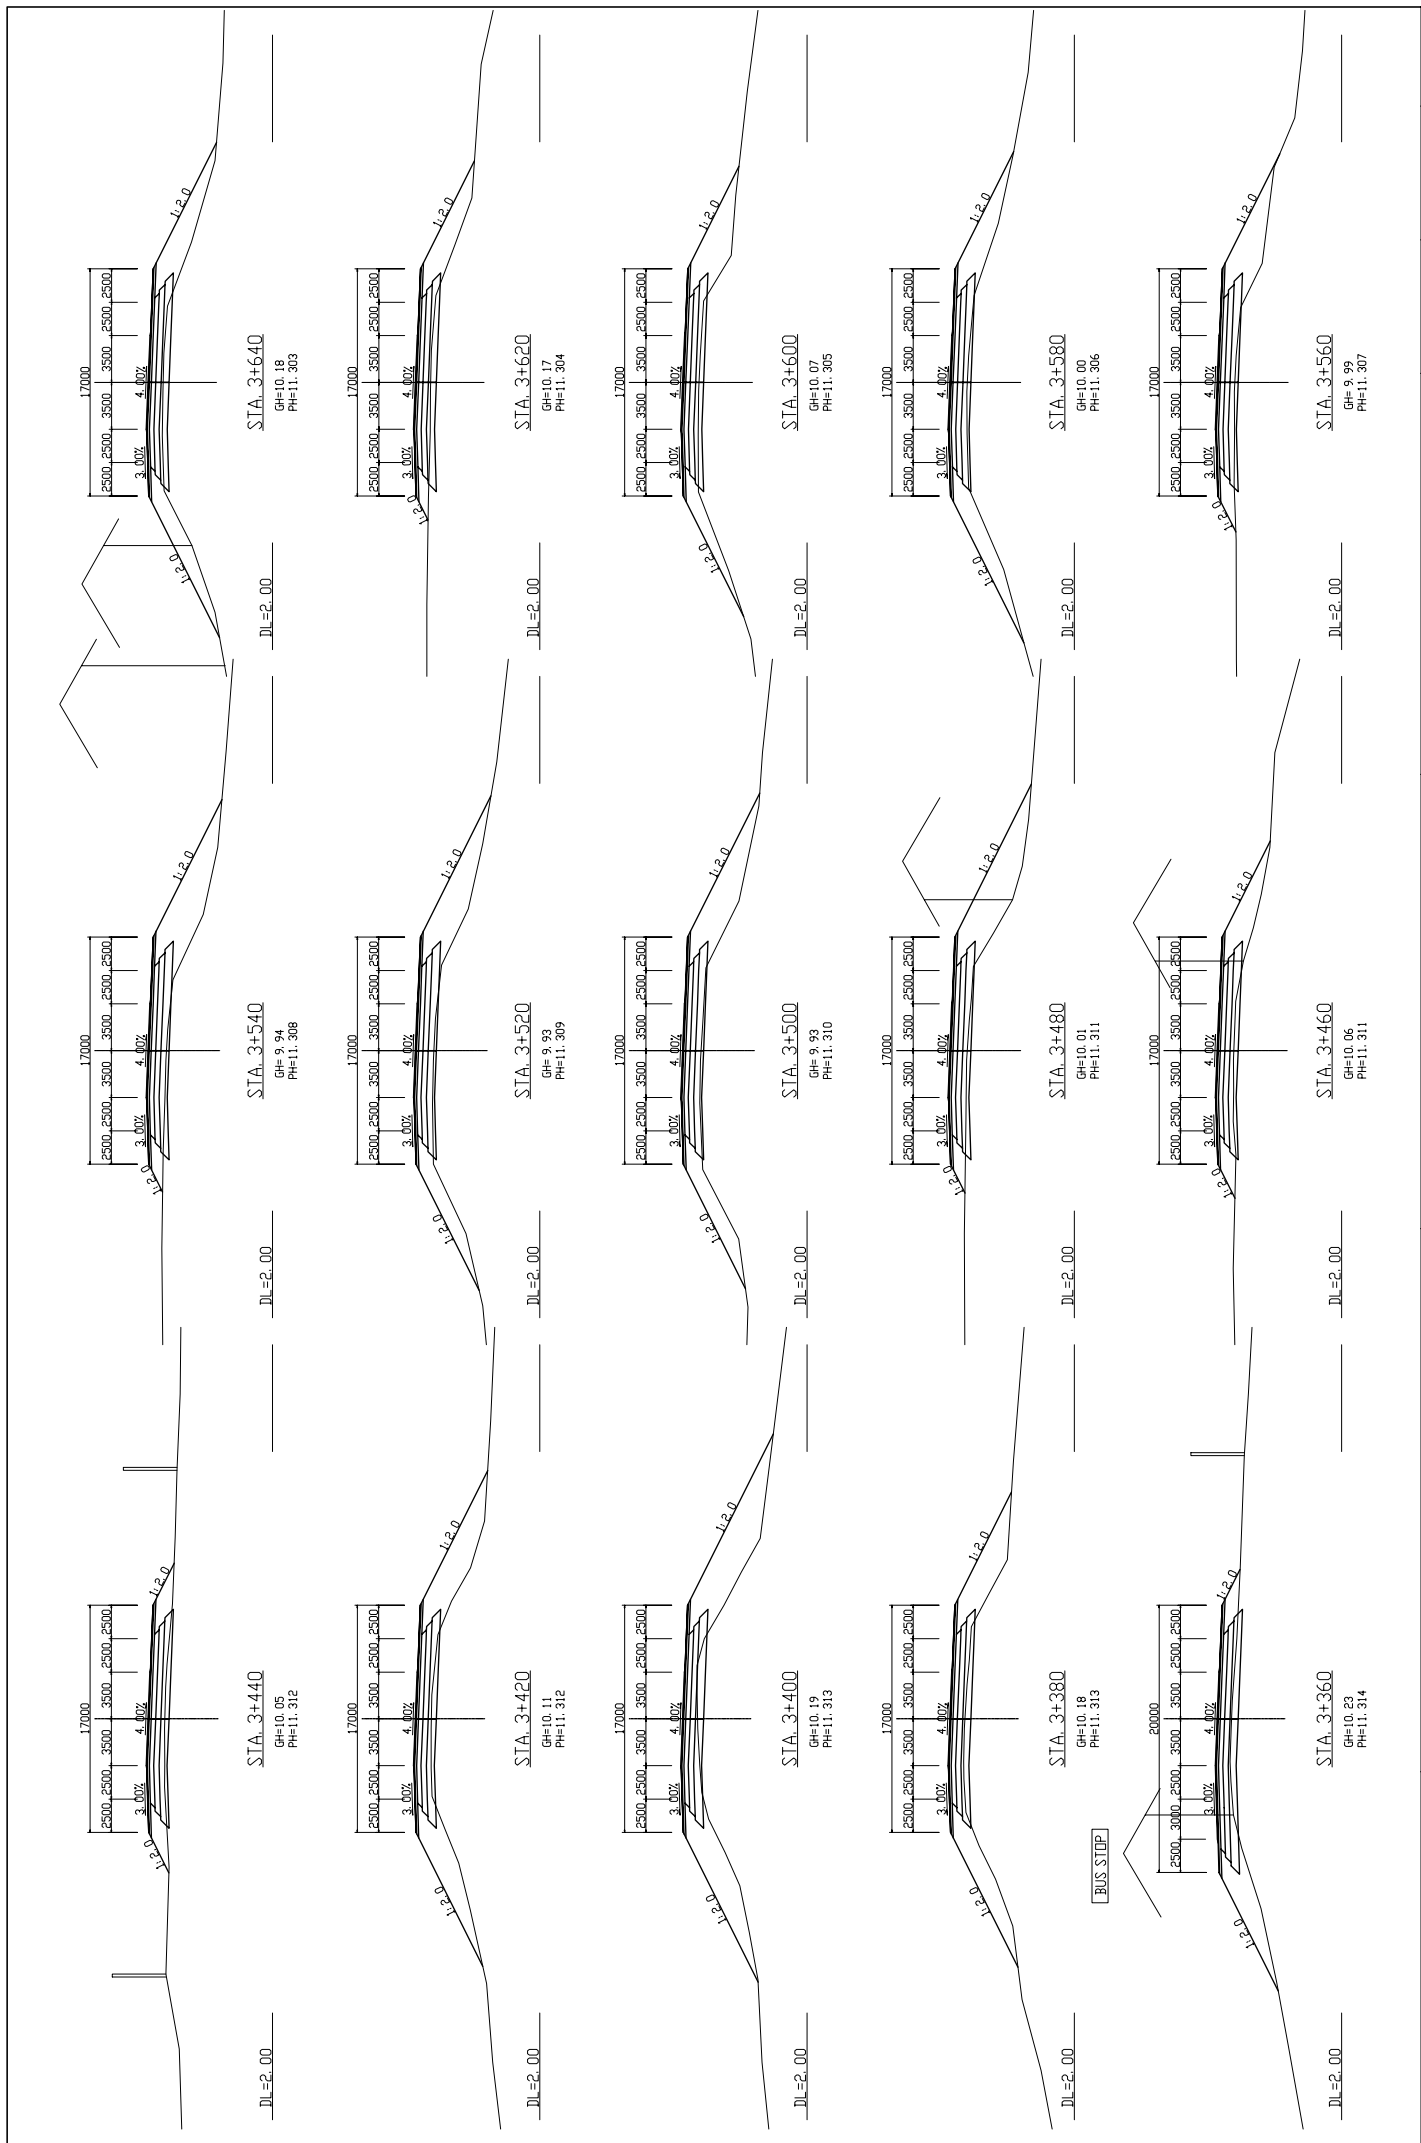 17000
2500 2500 3500 3500 2500 2500
3.00% 4.00%
1:2.0 1:2.0
STA. 3+440
GH=10.05
PH=11.312
DL=2.00
17000
2500 2500 3500 3500 2500 2500
3.00% 4.00%
1:2.0 1:2.0
STA. 3+540
GH= 9.94
PH=11.308
DL=2.00
17000
2500 2500 3500 3500 2500 2500
3.00% 4.00%
1:2.0 1:2.0
STA. 3+640
GH=10.18
PH=11.303
DL=2.00
17000
2500 2500 3500 3500 2500 2500
3.00% 4.00%
1:2.0 1:2.0
STA. 3+420
GH=10.11
PH=11.312
DL=2.00
17000
2500 2500 3500 3500 2500 2500
3.00% 4.00%
1:2.0 1:2.0
STA. 3+520
GH= 9.93
PH=11.309
DL=2.00
17000
2500 2500 3500 3500 2500 2500
3.00% 4.00%
1:2.0 1:2.0
STA. 3+620
GH=10.17
PH=11.304
DL=2.00
17000
2500 2500 3500 3500 2500 2500
3.00% 4.00%
1:2.0 1:2.0
STA. 3+400
GH=10.19
PH=11.313
DL=2.00
17000
2500 2500 3500 3500 2500 2500
3.00% 4.00%
1:2.0 1:2.0
STA. 3+500
GH= 9.93
PH=11.310
DL=2.00
17000
2500 2500 3500 3500 2500 2500
3.00% 4.00%
1:2.0 1:2.0
STA. 3+600
GH=10.07
PH=11.305
DL=2.00
17000
2500 2500 3500 3500 2500 2500
3.00% 4.00%
1:2.0 1:2.0
STA. 3+380
GH=10.18
PH=11.313
DL=2.00
17000
2500 2500 3500 3500 2500 2500
3.00% 4.00%
1:2.0 1:2.0
STA. 3+480
GH=10.01
PH=11.311
DL=2.00
17000
2500 2500 3500 3500 2500 2500
3.00% 4.00%
1:2.0 1:2.0
STA. 3+580
GH=10.00
PH=11.306
DL=2.00
BUS STOP
20000
2500 3000 2500 3500 3500 2500 2500
3.00% 4.00%
1:2.0 1:2.0
STA. 3+360
GH=10.23
PH=11.314
DL=2.00
17000
2500 2500 3500 3500 2500 2500
3.00% 4.00%
1:2.0 1:2.0
STA. 3+460
GH=10.06
PH=11.311
DL=2.00
17000
2500 2500 3500 3500 2500 2500
3.00% 4.00%
1:2.0 1:2.0
STA. 3+560
GH= 9.99
PH=11.307
DL=2.00